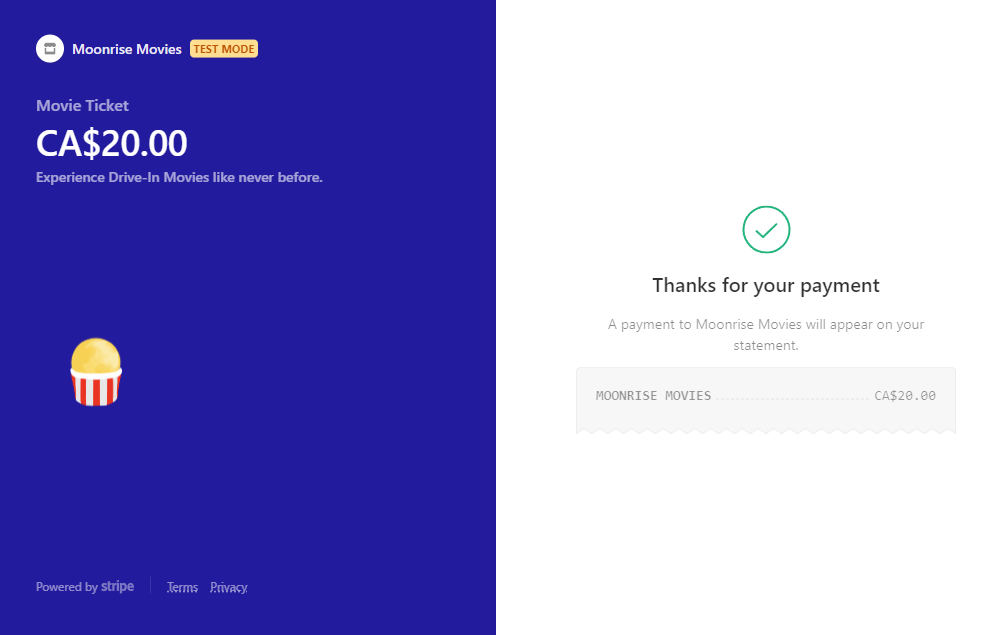 Moonrise Movies TEST MODE
Movie Ticket
CA$20.00
Experience Drive-In Movies like never before.
Powered by stripe Terms Privacy
Thanks for your payment
A payment to Moonrise Movies will appear on your
statement.
MOONRISE MOVIES CA$20.00